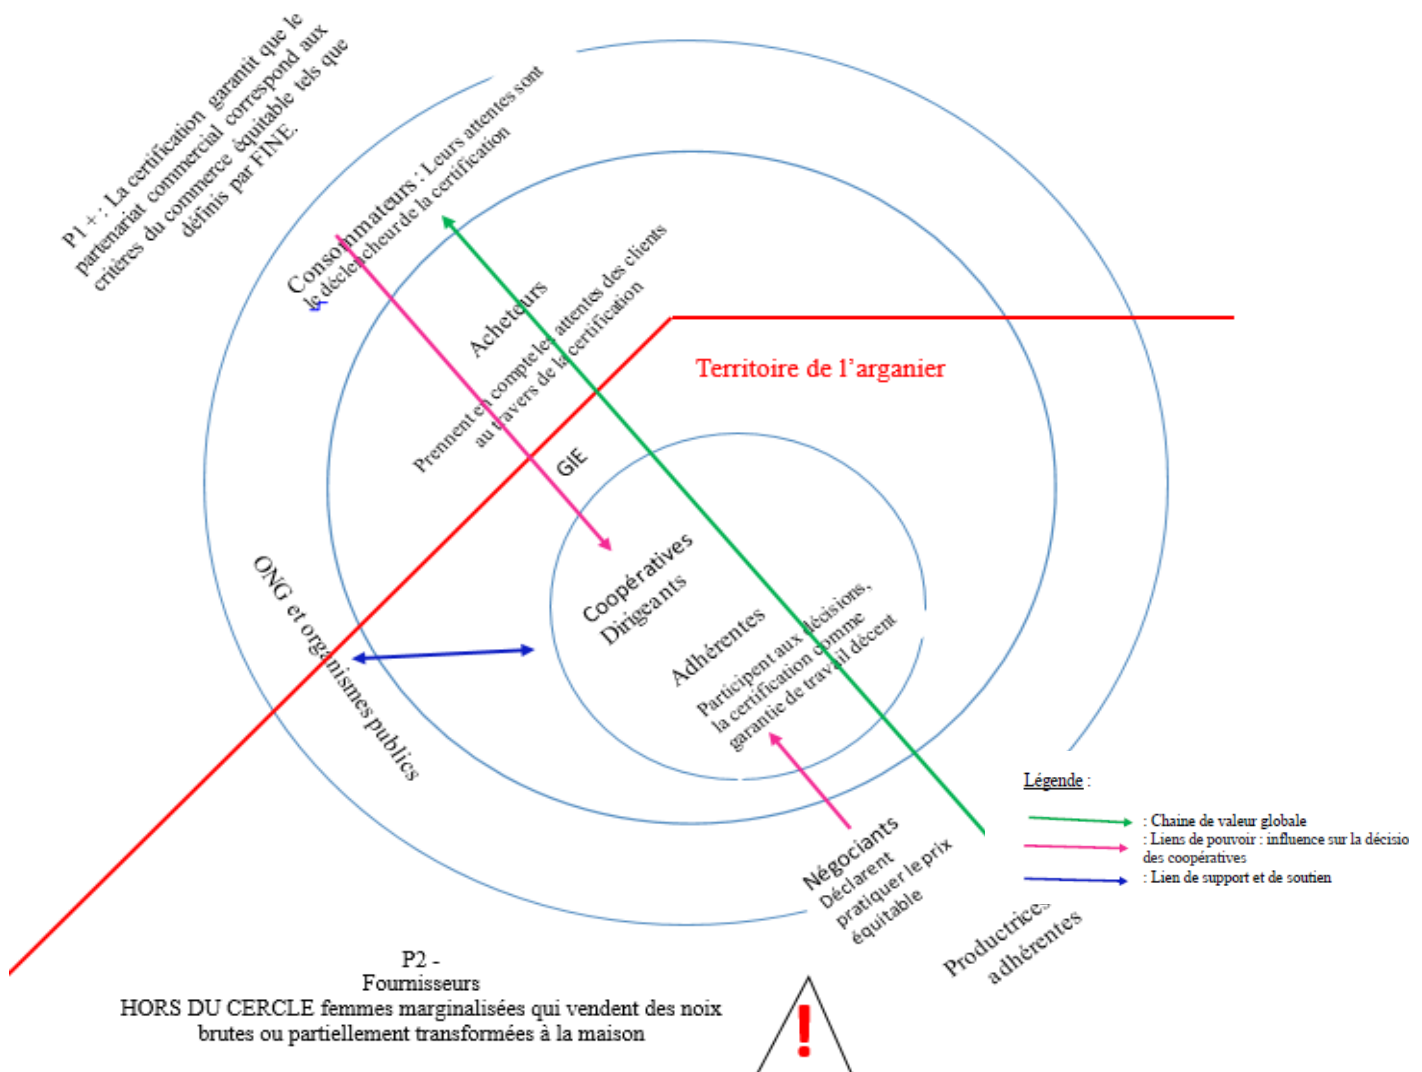 P1 + : La certification garantit que le
partenariat commercial correspond aux
critères du commerce équitable tels que
définis par FINE.
Consommateurs : Leurs attentes sont
le déclencheur de la certification
Acheteurs
Prennent en compte les attentes des clients
au travers de la certification
Territoire de l'arganier
GIE
Coopératives
Dirigeants
ONG et organismes publics
Adhérentes
Participent aux décisions,
la certification comme
garantie de travail décent
Négociants
Déclarent
pratiquer le prix
équitable
Productrices
adhérentes
Légende :
: Chaine de valeur globale
: Liens de pouvoir : influence sur la décisio
des coopératives
: Lien de support et de soutien
P2 -
Fournisseurs
HORS DU CERCLE femmes marginalisées qui vendent des noix
brutes ou partiellement transformées à la maison
!